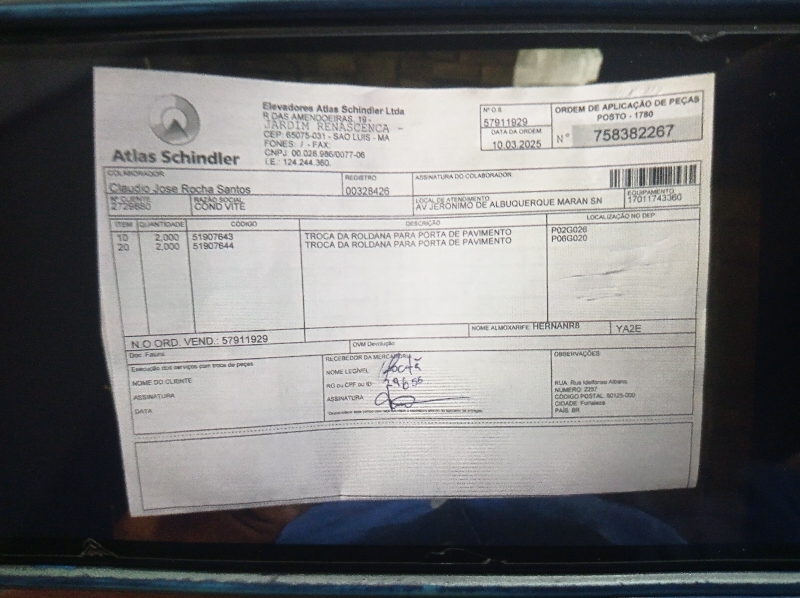 Atlas Schindler
Elevadores Atlas Schindler Ltda
R DAS AMENDOEIRAS, 19 -
JARDIM RENASCENCA -
CEP: 65075-031 - SAO LUIS - MA
FONES: / - FAX:
CNPJ: 00.028.986/0077-06
I.E.: 124.244.360.
Nº O.S.
57911929
DATA DA ORDEM
10.03.2025
ORDEM DE APLICAÇÃO DE PEÇAS
POSTO - 1780
Nº 758382267
COLABORADOR
Claudio Jose Rocha Santos
REGISTRO
00328426
ASSINATURA DO COLABORADOR
Nº CLIENTE
2729680
RAZÃO SOCIAL
COND VITE
LOCAL DE ATENDIMENTO
AV JERONIMO DE ALBUQUERQUE MARAN SN
EQUIPAMENTO
17011743360
ITEM QUANTIDADE CÓDIGO DESCRIÇÃO LOCALIZAÇÃO NO DEP.
10 2,000 51907643 TROCA DA ROLDANA PARA PORTA DE PAVIMENTO P02G026
20 2,000 51907644 TROCA DA ROLDANA PARA PORTA DE PAVIMENTO P06G020
NOME ALMOXARIFE: HERNANRB YA2E
N.O ORD. VEND.: 57911929
Doc. Faturo:
OVM Devolução
Execução dos serviços com troca de peças
NOME DO CLIENTE
ASSINATURA
DATA
RECEBEDOR DA MERCADORIA
NOME LEGÍVEL
RG ou CPF ou ID:
ASSINATURA
OBSERVAÇÕES
RUA: Rua Ildelfonso Albano
NÚMERO: 2257
CÓDIGO POSTAL: 60125-000
CIDADE: Fortaleza
PAÍS: BR